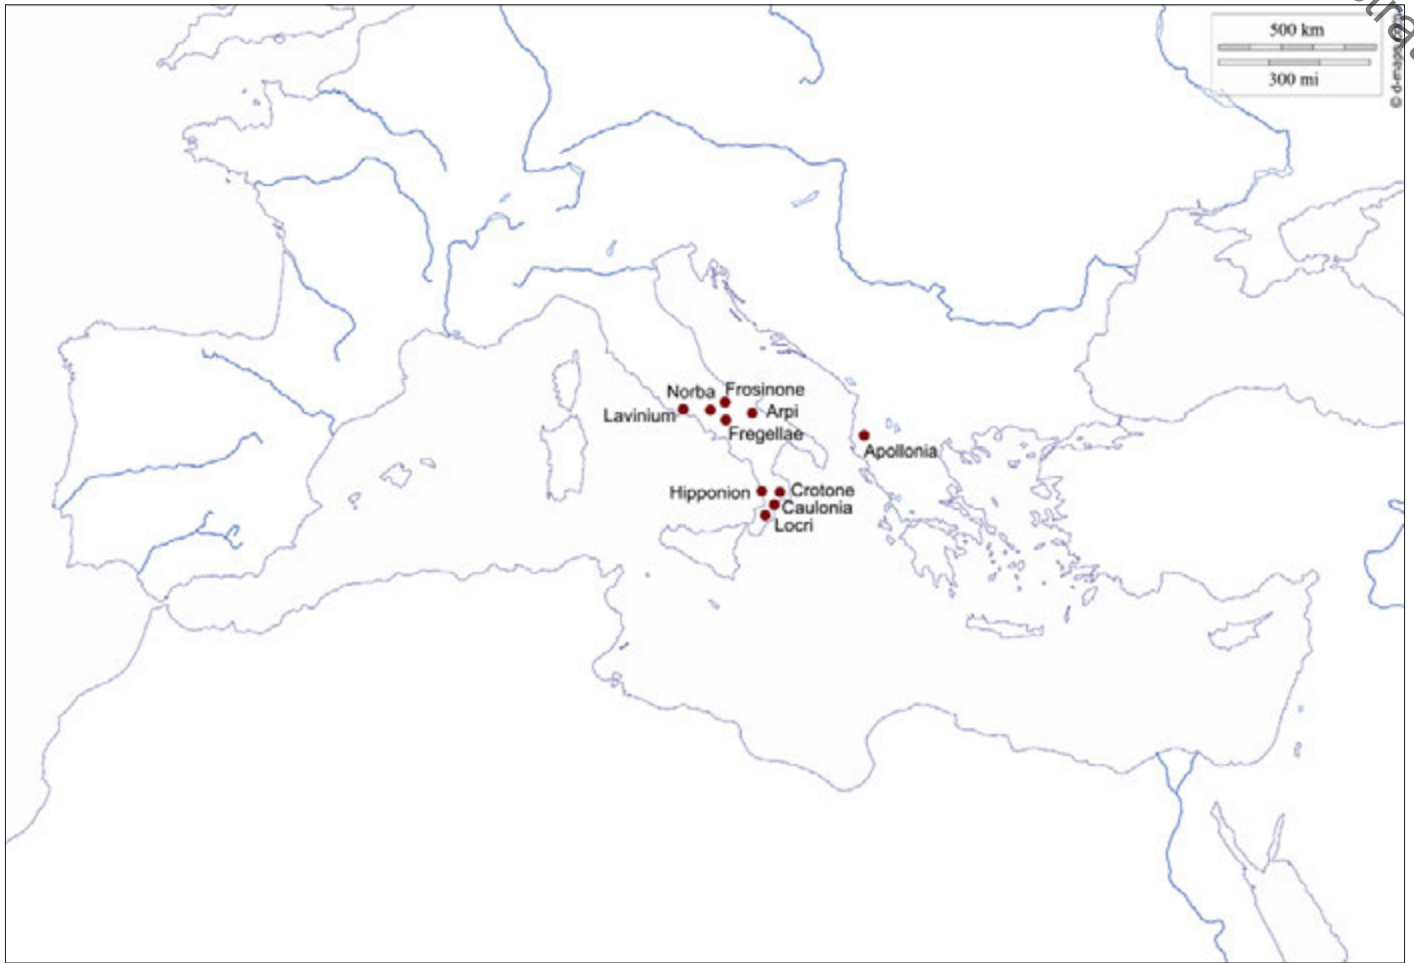 500 km
300 mi
© d-maps.com
Norba
Frosinone
Lavinium
Arpi
Fregellae
Apollonia
Hipponion
Crotone
Caulonia
Locri